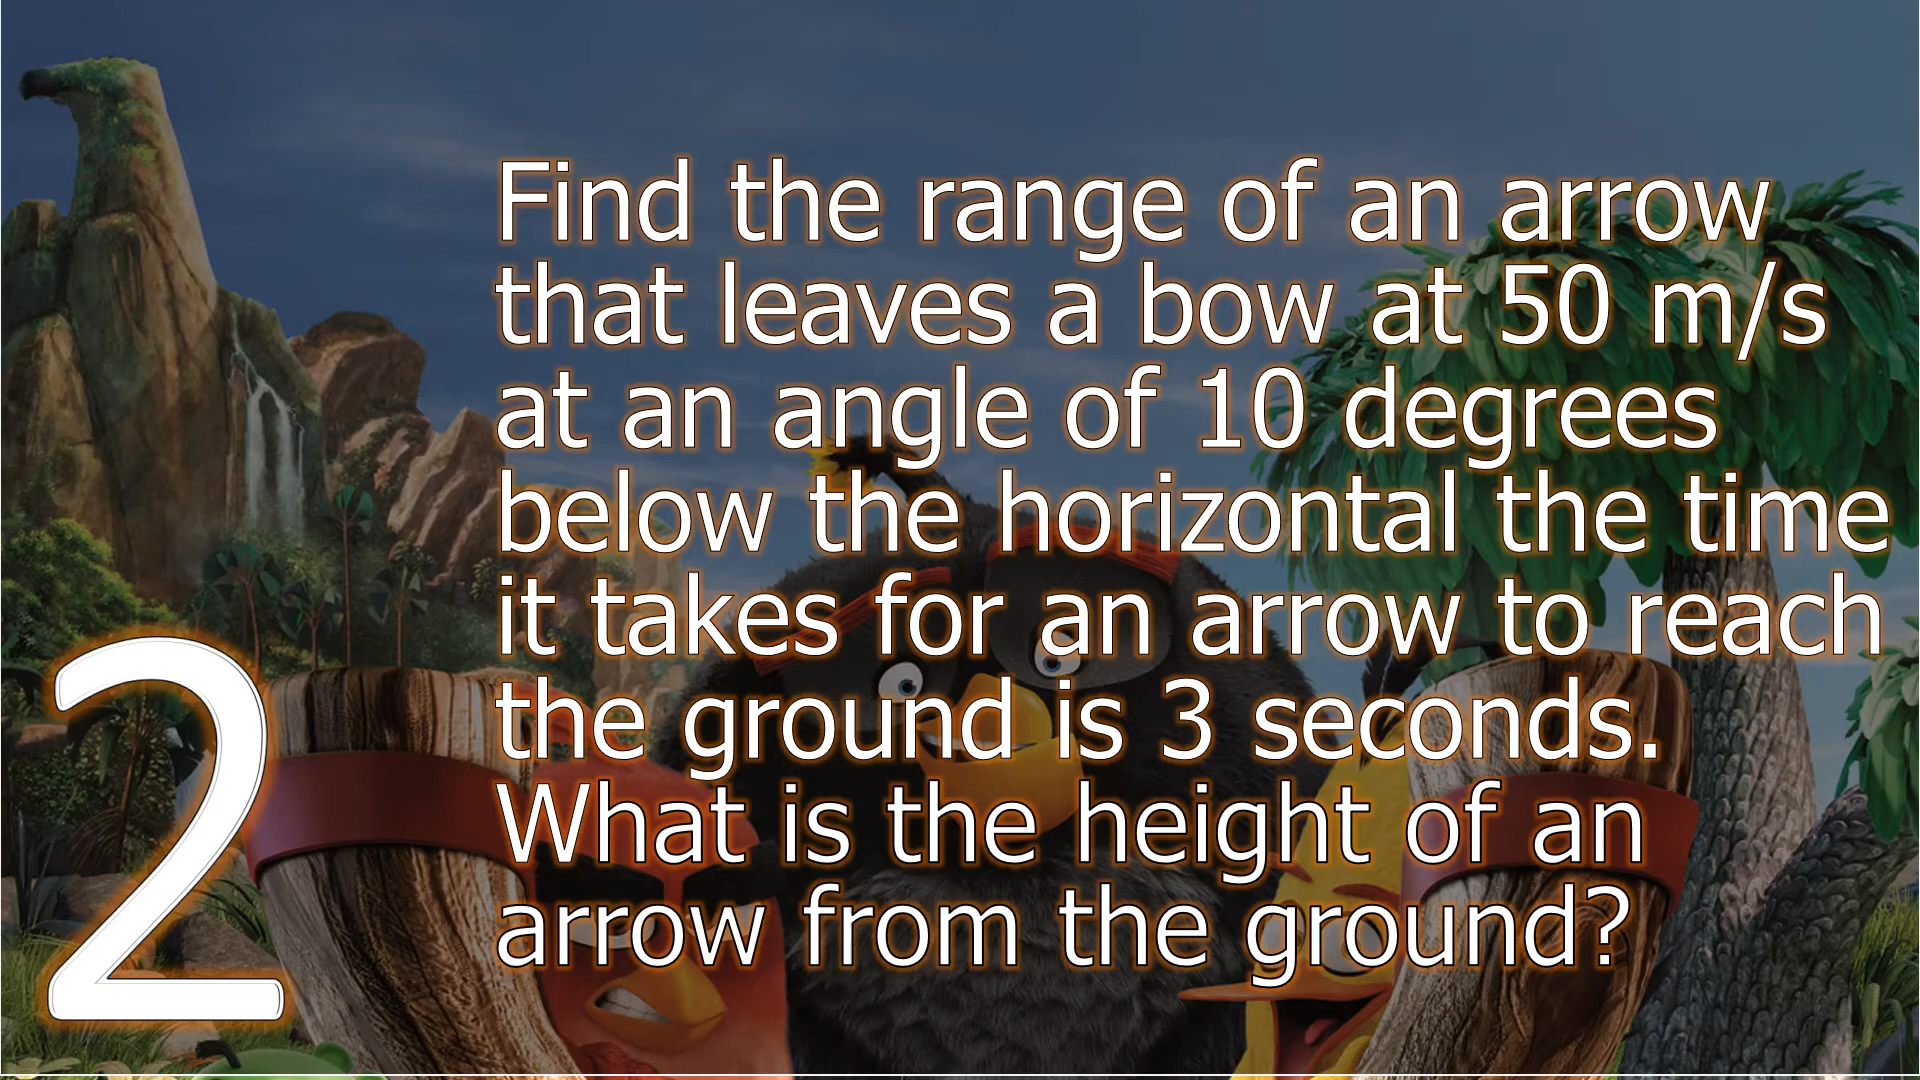 Find the range of an arrow
that leaves a bow at 50 m/s
at an angle of 10 degrees
below the horizontal the time
it takes for an arrow to reach
the ground is 3 seconds.
What is the height of an
arrow from the ground?
2